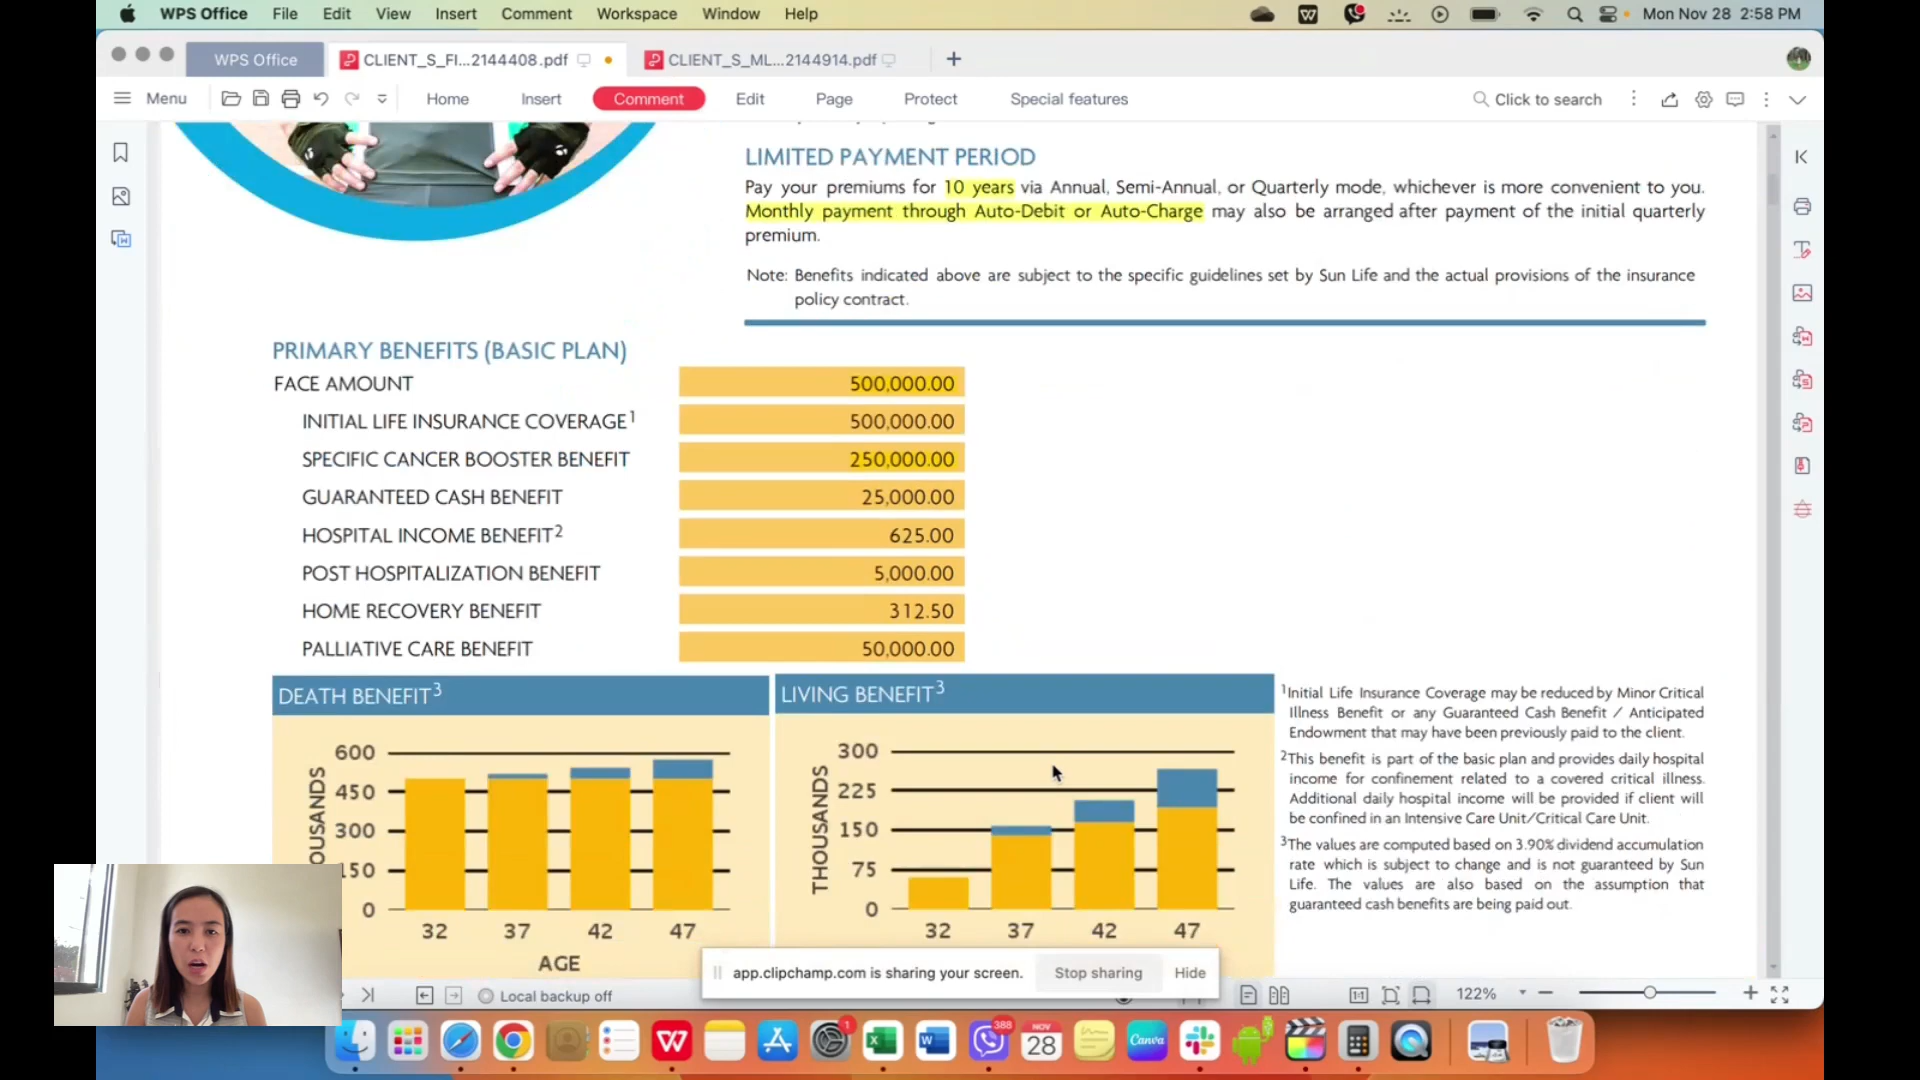 WPS Office File Edit View Insert Comment Workspace Window Help Mon Nov 28 2:58 PM
WPS Office CLIENT_S_FI...2144408.pdf CLIENT_S_ML...2144914.pdf
Menu Home Insert Comment Edit Page Protect Special features Click to search
LIMITED PAYMENT PERIOD
Pay your premiums for 10 years via Annual, Semi-Annual, or Quarterly mode, whichever is more convenient to you.
Monthly payment through Auto-Debit or Auto-Charge may also be arranged after payment of the initial quarterly
premium.
Note: Benefits indicated above are subject to the specific guidelines set by Sun Life and the actual provisions of the insurance
policy contract.
PRIMARY BENEFITS (BASIC PLAN)
FACE AMOUNT 500,000.00
INITIAL LIFE INSURANCE COVERAGE1 500,000.00
SPECIFIC CANCER BOOSTER BENEFIT 250,000.00
GUARANTEED CASH BENEFIT 25,000.00
HOSPITAL INCOME BENEFIT2 625.00
POST HOSPITALIZATION BENEFIT 5,000.00
HOME RECOVERY BENEFIT 312.50
PALLIATIVE CARE BENEFIT 50,000.00
DEATH BENEFIT3
600
450
300
150
0
32 37 42 47
AGE
LIVING BENEFIT3
THOUSANDS
300
225
150
75
0
32 37 42 47
1Initial Life Insurance Coverage may be reduced by Minor Critical
Illness Benefit or any Guaranteed Cash Benefit / Anticipated
Endowment that may have been previously paid to the client.
2This benefit is part of the basic plan and provides daily hospital
income for confinement related to a covered critical illness.
Additional daily hospital income will be provided if client will
be confined in an Intensive Care Unit/Critical Care Unit.
3The values are computed based on 3.90% dividend accumulation
rate which is subject to change and is not guaranteed by Sun
Life. The values are also based on the assumption that
guaranteed cash benefits are being paid out.
app.clipchamp.com is sharing your screen. Stop sharing Hide
Local backup off 122%
1
388
NOV
28
Canva